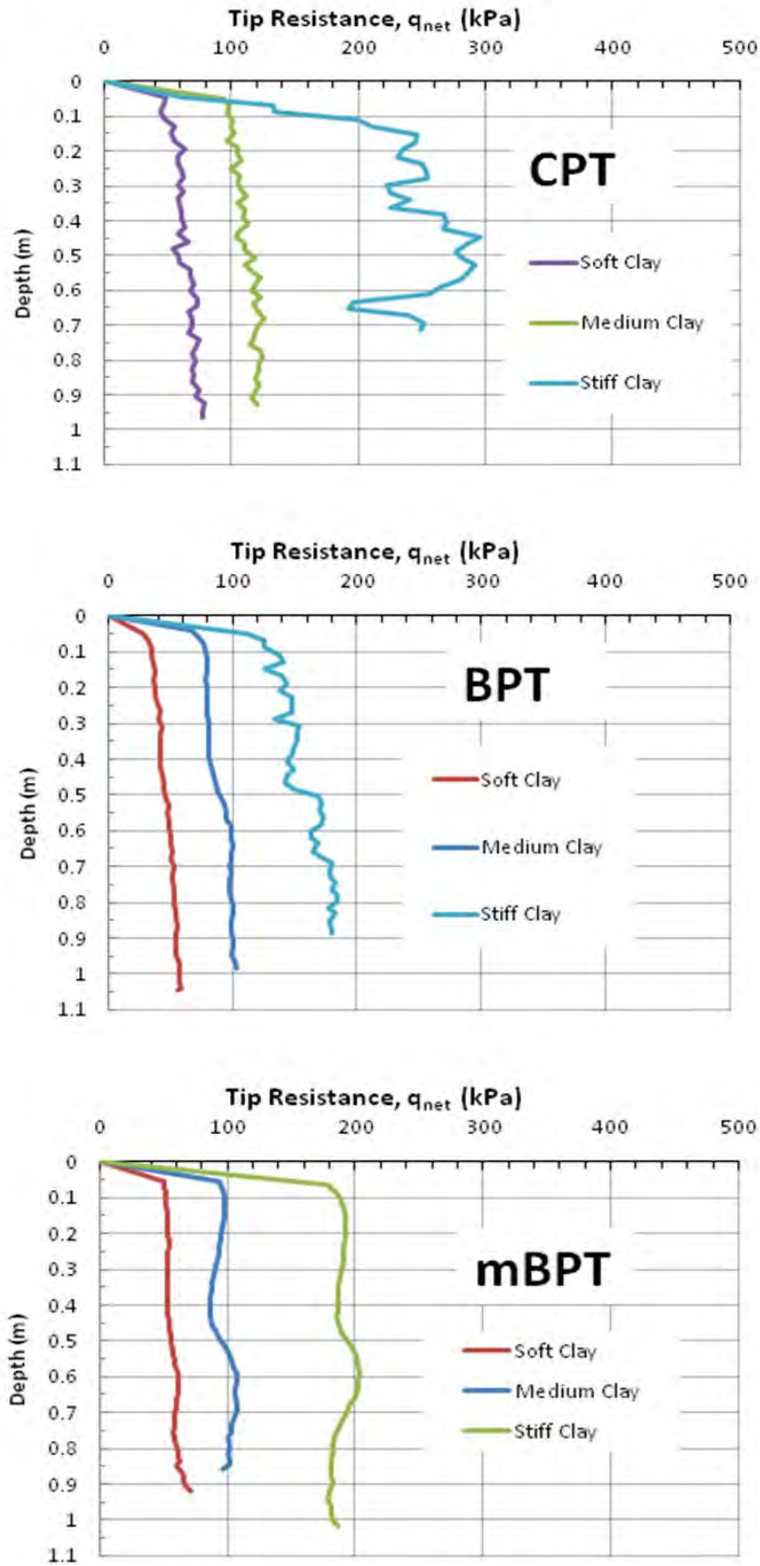 Tip Resistance, qnet (kPa)
0 100 200 300 400 500
0
0.1
0.2
0.3
0.4
0.5
0.6
0.7
0.8
0.9
1
1.1
Depth (m)
CPT
Soft Clay
Medium Clay
Stiff Clay
Tip Resistance, qnet (kPa)
0 100 200 300 400 500
0
0.1
0.2
0.3
0.4
0.5
0.6
0.7
0.8
0.9
1
1.1
Depth (m)
BPT
Soft Clay
Medium Clay
Stiff Clay
Tip Resistance, qnet (kPa)
0 100 200 300 400 500
0
0.1
0.2
0.3
0.4
0.5
0.6
0.7
0.8
0.9
1
1.1
Depth (m)
mBPT
Soft Clay
Medium Clay
Stiff Clay